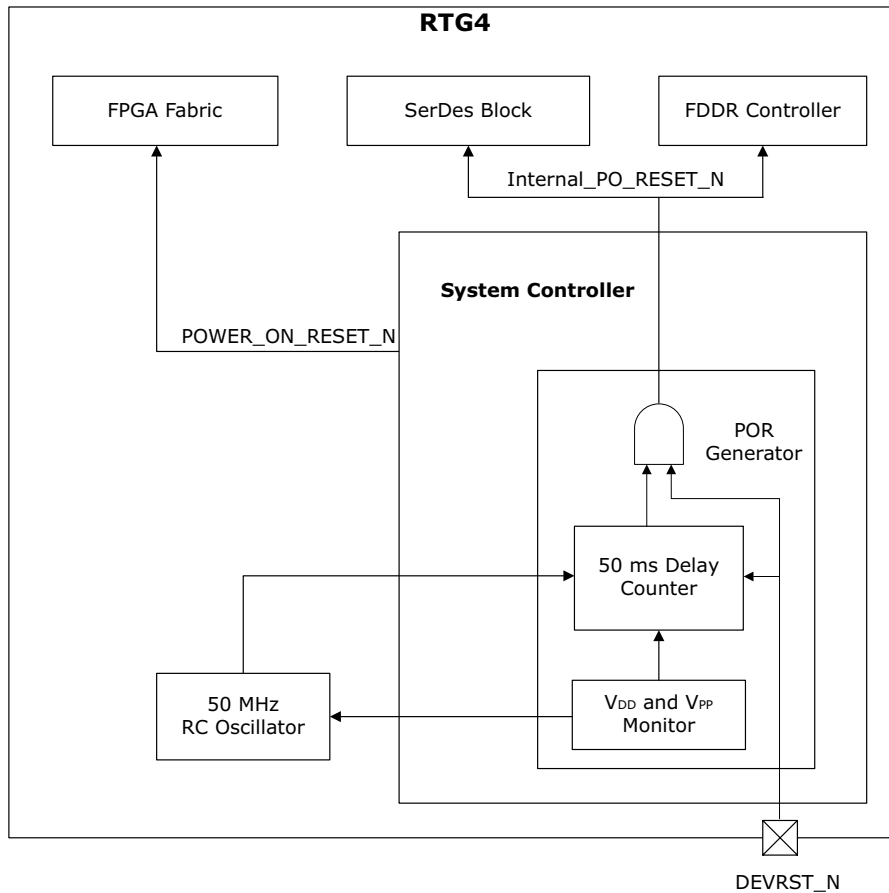 RTG4
FPGA Fabric
SerDes Block
FDDR Controller
Internal_PO_RESET_N
System Controller
POWER_ON_RESET_N
POR
Generator
50 ms Delay
Counter
50 MHz
RC Oscillator
VDD and VPP
Monitor
DEVRST_N